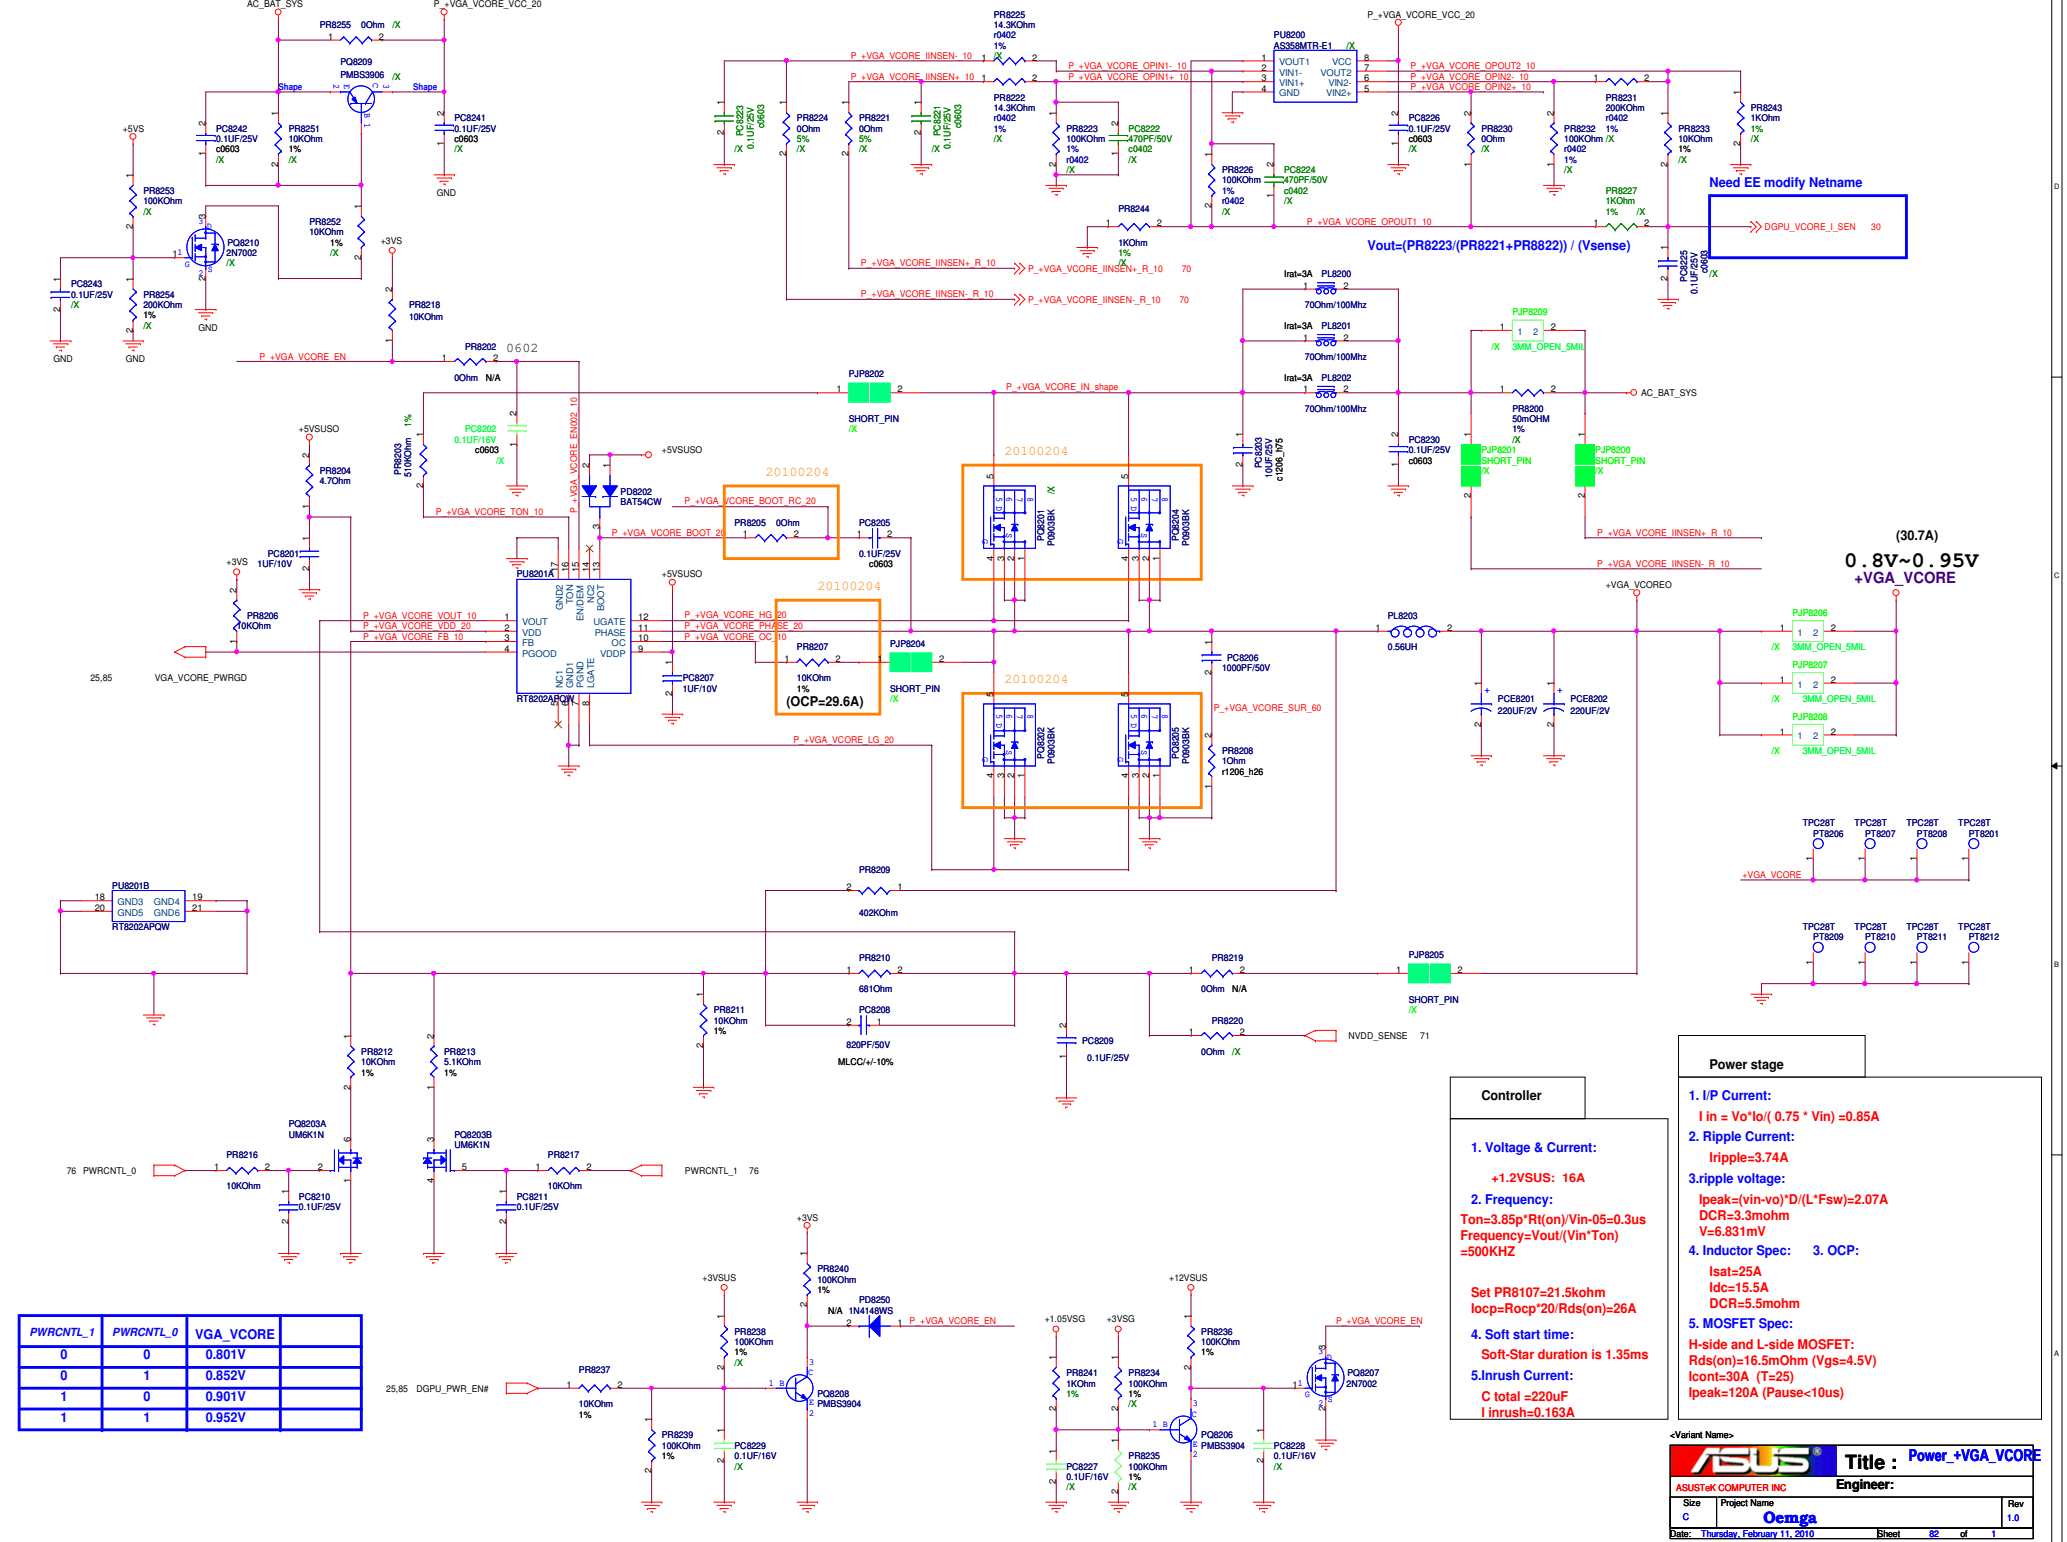 AC_BAT_SYS
P_+VGA_VCORE_VCC_20
PR8255 0Ohm /X
PQ8209
PMBS3906 /X
Shape
Shape
PC8242
0.1UF/25V
c0603
/X
PR8251
10KOhm
1%
/X
PC8241
0.1UF/25V
c0603
/X
GND
+5VS
PR8253
100KOhm
/X
PR8252
10KOhm
1%
/X
PQ8210
2N7002
/X
+3VS
PC8243
0.1UF/25V
/X
PR8254
200KOhm
1%
/X
GND
GND
GND
PR8218
10KOhm
P_+VGA_VCORE_EN
PR8202
0602
0Ohm N/A
PR8225
14.3KOhm
r0402
1%
/X
P_+VGA_VCORE_IINSEN-_10
P_+VGA_VCORE_IINSEN+_10
P_+VGA_VCORE_OPIN1-_10
P_+VGA_VCORE_OPIN1+_10
PR8222
14.3KOhm
r0402
1%
/X
PC8223
0.1UF/25V
c0603
PR8224
0Ohm
5%
/X
PR8221
0Ohm
5%
/X
PC8221
0.1UF/25V
c0603
PR8223
100KOhm
1%
r0402
/X
PC8222
470PF/50V
c0402
/X
PU8200
AS358MTR-E1 /X
VOUT1
VIN1-
VIN1+
GND
VCC
VOUT2
VIN2-
VIN2+
P_+VGA_VCORE_VCC_20
P_+VGA_VCORE_OPOUT2_10
P_+VGA_VCORE_OPIN2-_10
P_+VGA_VCORE_OPIN2+_10
PR8226
100KOhm
1%
r0402
/X
PC8224
470PF/50V
c0402
/X
PC8226
0.1UF/25V
c0603
/X
PR8230
0Ohm
/X
PR8232
100KOhm
r0402
1%
/X
PR8231
200KOhm
r0402
1%
/X
PR8233
10KOhm
1%
/X
PR8243
1KOhm
1%
/X
PR8244
1KOhm
1%
/X
P_+VGA_VCORE_OPOUT1_10
PR8227
1KOhm
1% /X
Need EE modify Netname
DGPU_VCORE_I_SEN 30
Vout=(PR8223/(PR8221+PR8822)) / (Vsense)
PC8225
0.1UF/25V
c0603
/X
P_+VGA_VCORE_IINSEN+_R_10
P_+VGA_VCORE_IINSEN+_R_10 70
P_+VGA_VCORE_IINSEN-_R_10
P_+VGA_VCORE_IINSEN-_R_10 70
Irat=3A PL8200
70Ohm/100Mhz
Irat=3A PL8201
70Ohm/100Mhz
Irat=3A PL8202
70Ohm/100Mhz
PJP8209
/X 3MM_OPEN_5MIL
PR8200
50mOHM
1%
/X
AC_BAT_SYS
PJP8201
SHORT_PIN
/X
PJP8200
SHORT_PIN
/X
P_+VGA_VCORE_IINSEN+_R_10
P_+VGA_VCORE_IINSEN-_R_10
PC8203
10UF/25V
c1206_h75
PC8230
0.1UF/25V
c0603
PJP8202
SHORT_PIN
/X
P_+VGA_VCORE_IN_shape
+5VSUSO
PR8204
4.7Ohm
PR8203
510KOhm 1%
PC8202
0.1UF/16V
c0603
/X
P_+VGA_VCORE_EN002_10
P_+VGA_VCORE_TON_10
+5VSUSO
PD8202
BAT54CW
20100204
P_+VGA_VCORE_BOOT_RC_20
PR8205 0Ohm
P_+VGA_VCORE_BOOT_20
PC8205
0.1UF/25V
c0603
20100204
PQ8201
P0903BK
/X
PQ8204
P0903BK
PC8201
1UF/10V
+3VS
PR8206
10KOhm
PU8201A
GND2
TON
EN/DEM
NC2
BOOT
VOUT
VDD
FB
PGOOD
UGATE
PHASE
OC
VDDP
NC1
GND1
PGND
LGATE
RT8202APQW
P_+VGA_VCORE_VOUT_10
P_+VGA_VCORE_VDD_20
P_+VGA_VCORE_FB_10
25,85 VGA_VCORE_PWRGD
+5VSUSO
P_+VGA_VCORE_HG_20
P_+VGA_VCORE_PHASE_20
P_+VGA_VCORE_OC_10
PC8207
1UF/10V
20100204
PR8207
10KOhm
1%
(OCP=29.6A)
PJP8204
SHORT_PIN
/X
20100204
PQ8202
P0903BK
PQ8205
P0903BK
P_+VGA_VCORE_LG_20
PC8206
1000PF/50V
P_+VGA_VCORE_SUR_60
PR8208
1Ohm
r1206_h26
PL8203
0.56UH
+VGA_VCOREO
(30.7A)
0.8V~0.95V
+VGA_VCORE
PCE8201
220UF/2V
PCE8202
220UF/2V
PJP8206
/X 3MM_OPEN_5MIL
PJP8207
/X 3MM_OPEN_5MIL
PJP8208
/X 3MM_OPEN_5MIL
TPC28T
PT8206
TPC28T
PT8207
TPC28T
PT8208
TPC28T
PT8201
+VGA_VCORE
TPC28T
PT8209
TPC28T
PT8210
TPC28T
PT8211
TPC28T
PT8212
PU8201B
GND3 GND4
GND5 GND6
RT8202APQW
PR8209
402KOhm
PR8210
681Ohm
PC8208
820PF/50V
MLCC/+/-10%
PR8211
10KOhm
1%
PC8209
0.1UF/25V
PR8219
0Ohm N/A
PR8220
0Ohm /X
PJP8205
SHORT_PIN
/X
NVDD_SENSE 71
PR8212
10KOhm
1%
PR8213
5.1KOhm
1%
PQ8203A
UM6K1N
PQ8203B
UM6K1N
76 PWRCNTL_0
PR8216
10KOhm
PC8210
0.1UF/25V
PC8211
0.1UF/25V
PR8217
10KOhm
PWRCNTL_1 76
PWRCNTL_1 PWRCNTL_0 VGA_VCORE
0 0 0.801V
0 1 0.852V
1 0 0.901V
1 1 0.952V
25,85 DGPU_PWR_EN#
PR8237
10KOhm
1%
PR8239
100KOhm
1%
+3VSUS
PR8238
100KOhm
1%
/X
PC8229
0.1UF/16V
/X
+3VS
PR8240
100KOhm
1%
N/A
PD8250
1N4148WS
P_+VGA_VCORE_EN
PQ8208
PMBS3904
+1.05VSG
+3VSG
PR8241
1KOhm
1%
PR8234
100KOhm
1%
/X
PC8227
0.1UF/16V
/X
PR8235
100KOhm
1%
/X
+12VSUS
PR8236
100KOhm
1%
PQ8206
PMBS3904
PC8228
0.1UF/16V
/X
P_+VGA_VCORE_EN
PQ8207
2N7002
Controller
1. Voltage & Current:
+1.2VSUS: 16A
2. Frequency:
Ton=3.85p*Rt(on)/Vin-05=0.3us
Frequency=Vout/(Vin*Ton)
=500KHZ
Set PR8107=21.5kohm
Iocp=Rocp*20/Rds(on)=26A
4. Soft start time:
Soft-Star duration is 1.35ms
5.Inrush Current:
C total =220uF
I inrush=0.163A
Power stage
1. I/P Current:
I in = Vo*Io/( 0.75 * Vin) =0.85A
2. Ripple Current:
Iripple=3.74A
3.ripple voltage:
Ipeak=(vin-vo)*D/(L*Fsw)=2.07A
DCR=3.3mohm
V=6.831mV
4. Inductor Spec: 3. OCP:
Isat=25A
Idc=15.5A
DCR=5.5mohm
5. MOSFET Spec:
H-side and L-side MOSFET:
Rds(on)=16.5mOhm (Vgs=4.5V)
Icont=30A (T=25)
Ipeak=120A (Pause<10us)
<Variant Name>
ASUS
Title : Power_+VGA_VCORE
ASUSTeK COMPUTER INC
Engineer:
Size Project Name Rev
C Oemga 1.0
Date: Thursday, February 11, 2010 Sheet 82 of 1